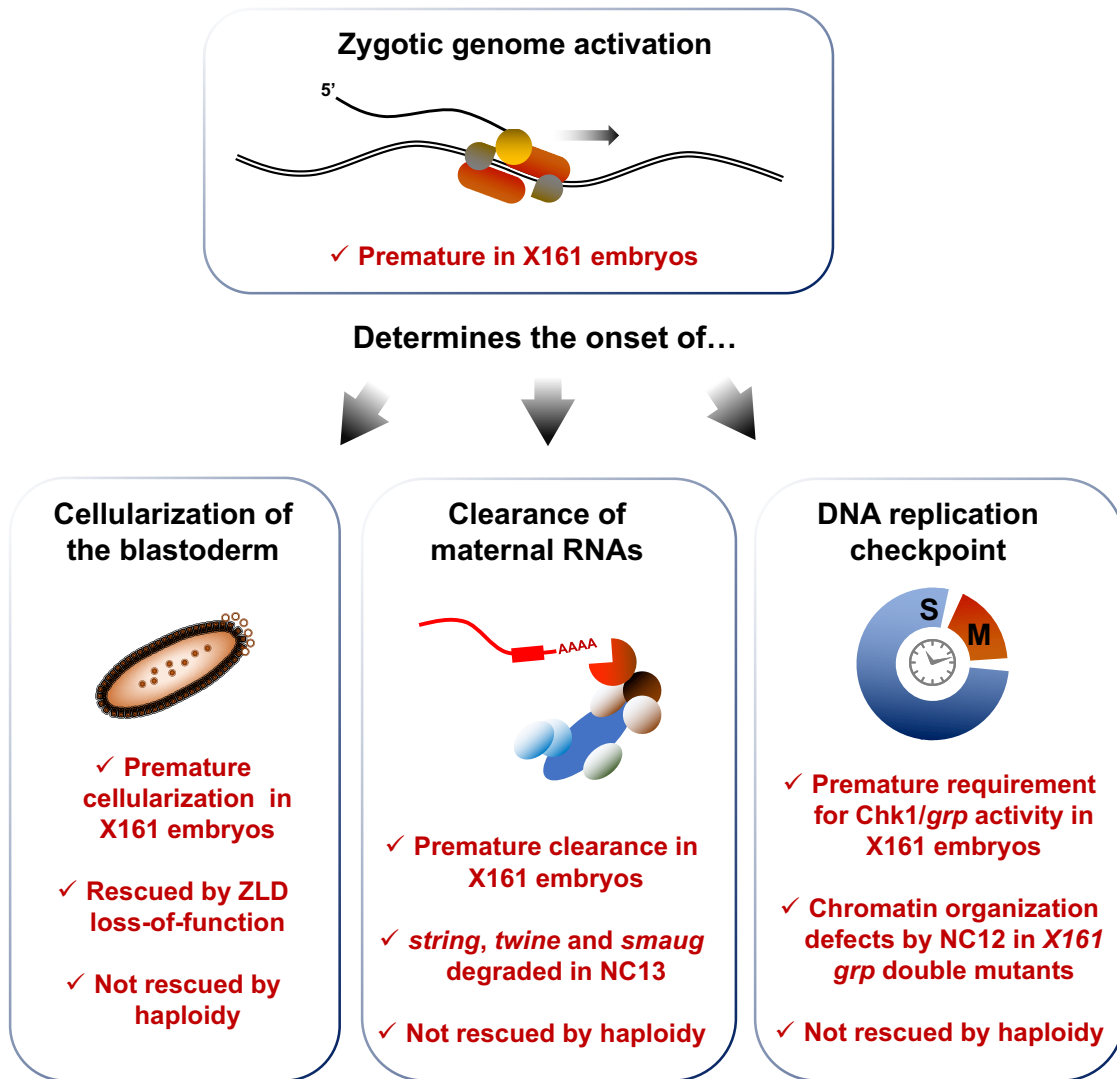 Zygotic genome activation
5’
✓ Premature in X161 embryos
Determines the onset of…
Cellularization of
the blastoderm
✓ Premature
cellularization in
X161 embryos
✓ Rescued by ZLD
loss-of-function
✓ Not rescued by
haploidy
Clearance of
maternal RNAs
AAAA
✓ Premature clearance in
X161 embryos
✓ string, twine and smaug
degraded in NC13
✓ Not rescued by haploidy
DNA replication
checkpoint
S
M
✓ Premature requirement
for Chk1/grp activity in
X161 embryos
✓ Chromatin organization
defects by NC12 in X161
grp double mutants
✓ Not rescued by haploidy